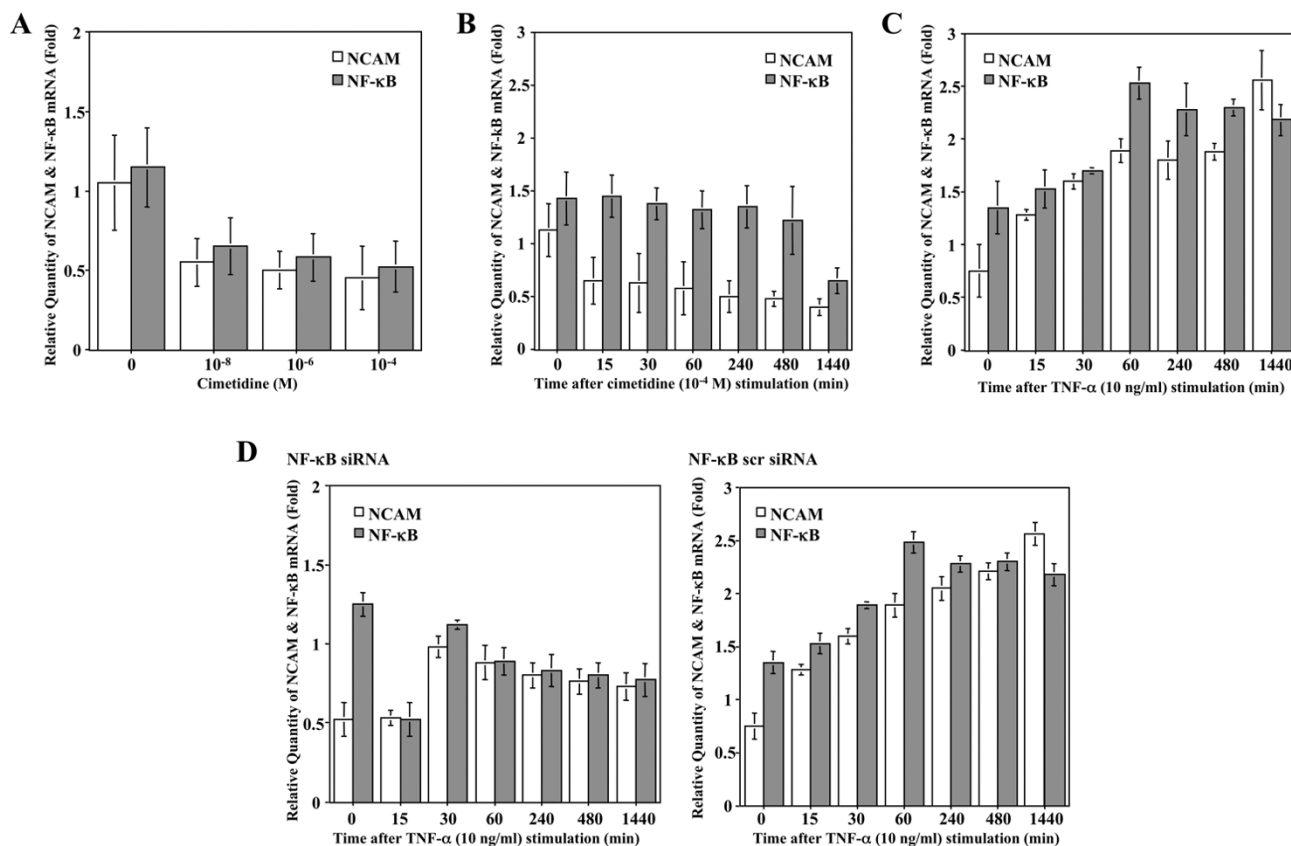 A
Relative Quantity of NCAM & NF-κB mRNA (Fold)
2
1.5
1
0.5
0
NCAM
NF-κB
0
10⁻⁸
10⁻⁶
10⁻⁴
Cimetidine (M)
B
Relative Quantity of NCAM & NF-kB mRNA (Fold)
3
2.5
2
1.5
1
0.5
0
NCAM
NF-κB
0 15 30 60 240 480 1440
Time after cimetidine (10⁻⁴ M) stimulation (min)
C
Relative Quantity of NCAM & NF-κB mRNA (Fold)
3
2.5
2
1.5
1
0.5
0
NCAM
NF-κB
0 15 30 60 240 480 1440
Time after TNF-α (10 ng/ml) stimulation (min)
D
NF-κB siRNA
Relative Quantity of NCAM & NF-κB mRNA (Fold)
2
1.5
1
0.5
0
NCAM
NF-κB
0 15 30 60 240 480 1440
Time after TNF-α (10 ng/ml) stimulation (min)
NF-κB scr siRNA
Relative Quantity of NCAM & NF-κB mRNA (Fold)
3
2.5
2
1.5
1
0.5
0
NCAM
NF-κB
0 15 30 60 240 480 1440
Time after TNF-α (10 ng/ml) stimulation (min)